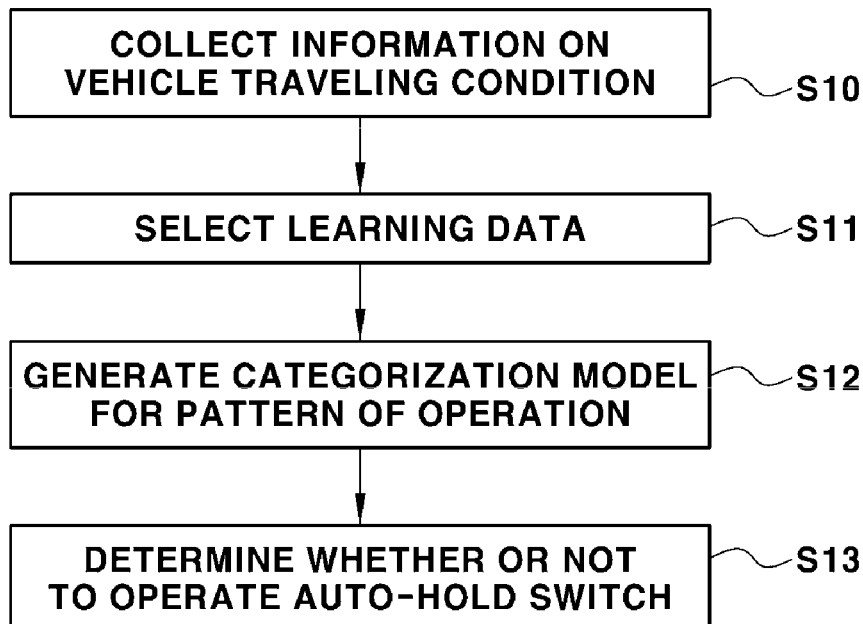 COLLECT INFORMATION ON
VEHICLE TRAVELING CONDITION
S10
SELECT LEARNING DATA
S11
GENERATE CATEGORIZATION MODEL
FOR PATTERN OF OPERATION
S12
DETERMINE WHETHER OR NOT
TO OPERATE AUTO-HOLD SWITCH
S13